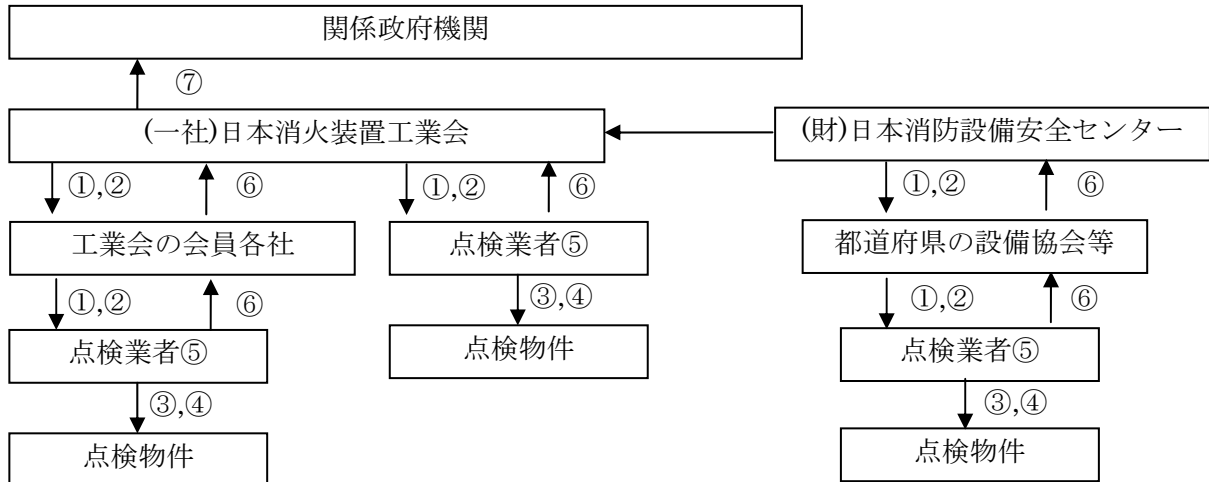 関係政府機関
⑦
(一社)日本消火装置工業会
(財)日本消防設備安全センター
①,②
⑥
①,②
⑥
①,②
⑥
工業会の会員各社
点検業者⑤
都道府県の設備協会等
①,②
⑥
③,④
①,②
⑥
点検業者⑤
点検物件
点検業者⑤
③,④
③,④
点検物件
点検物件